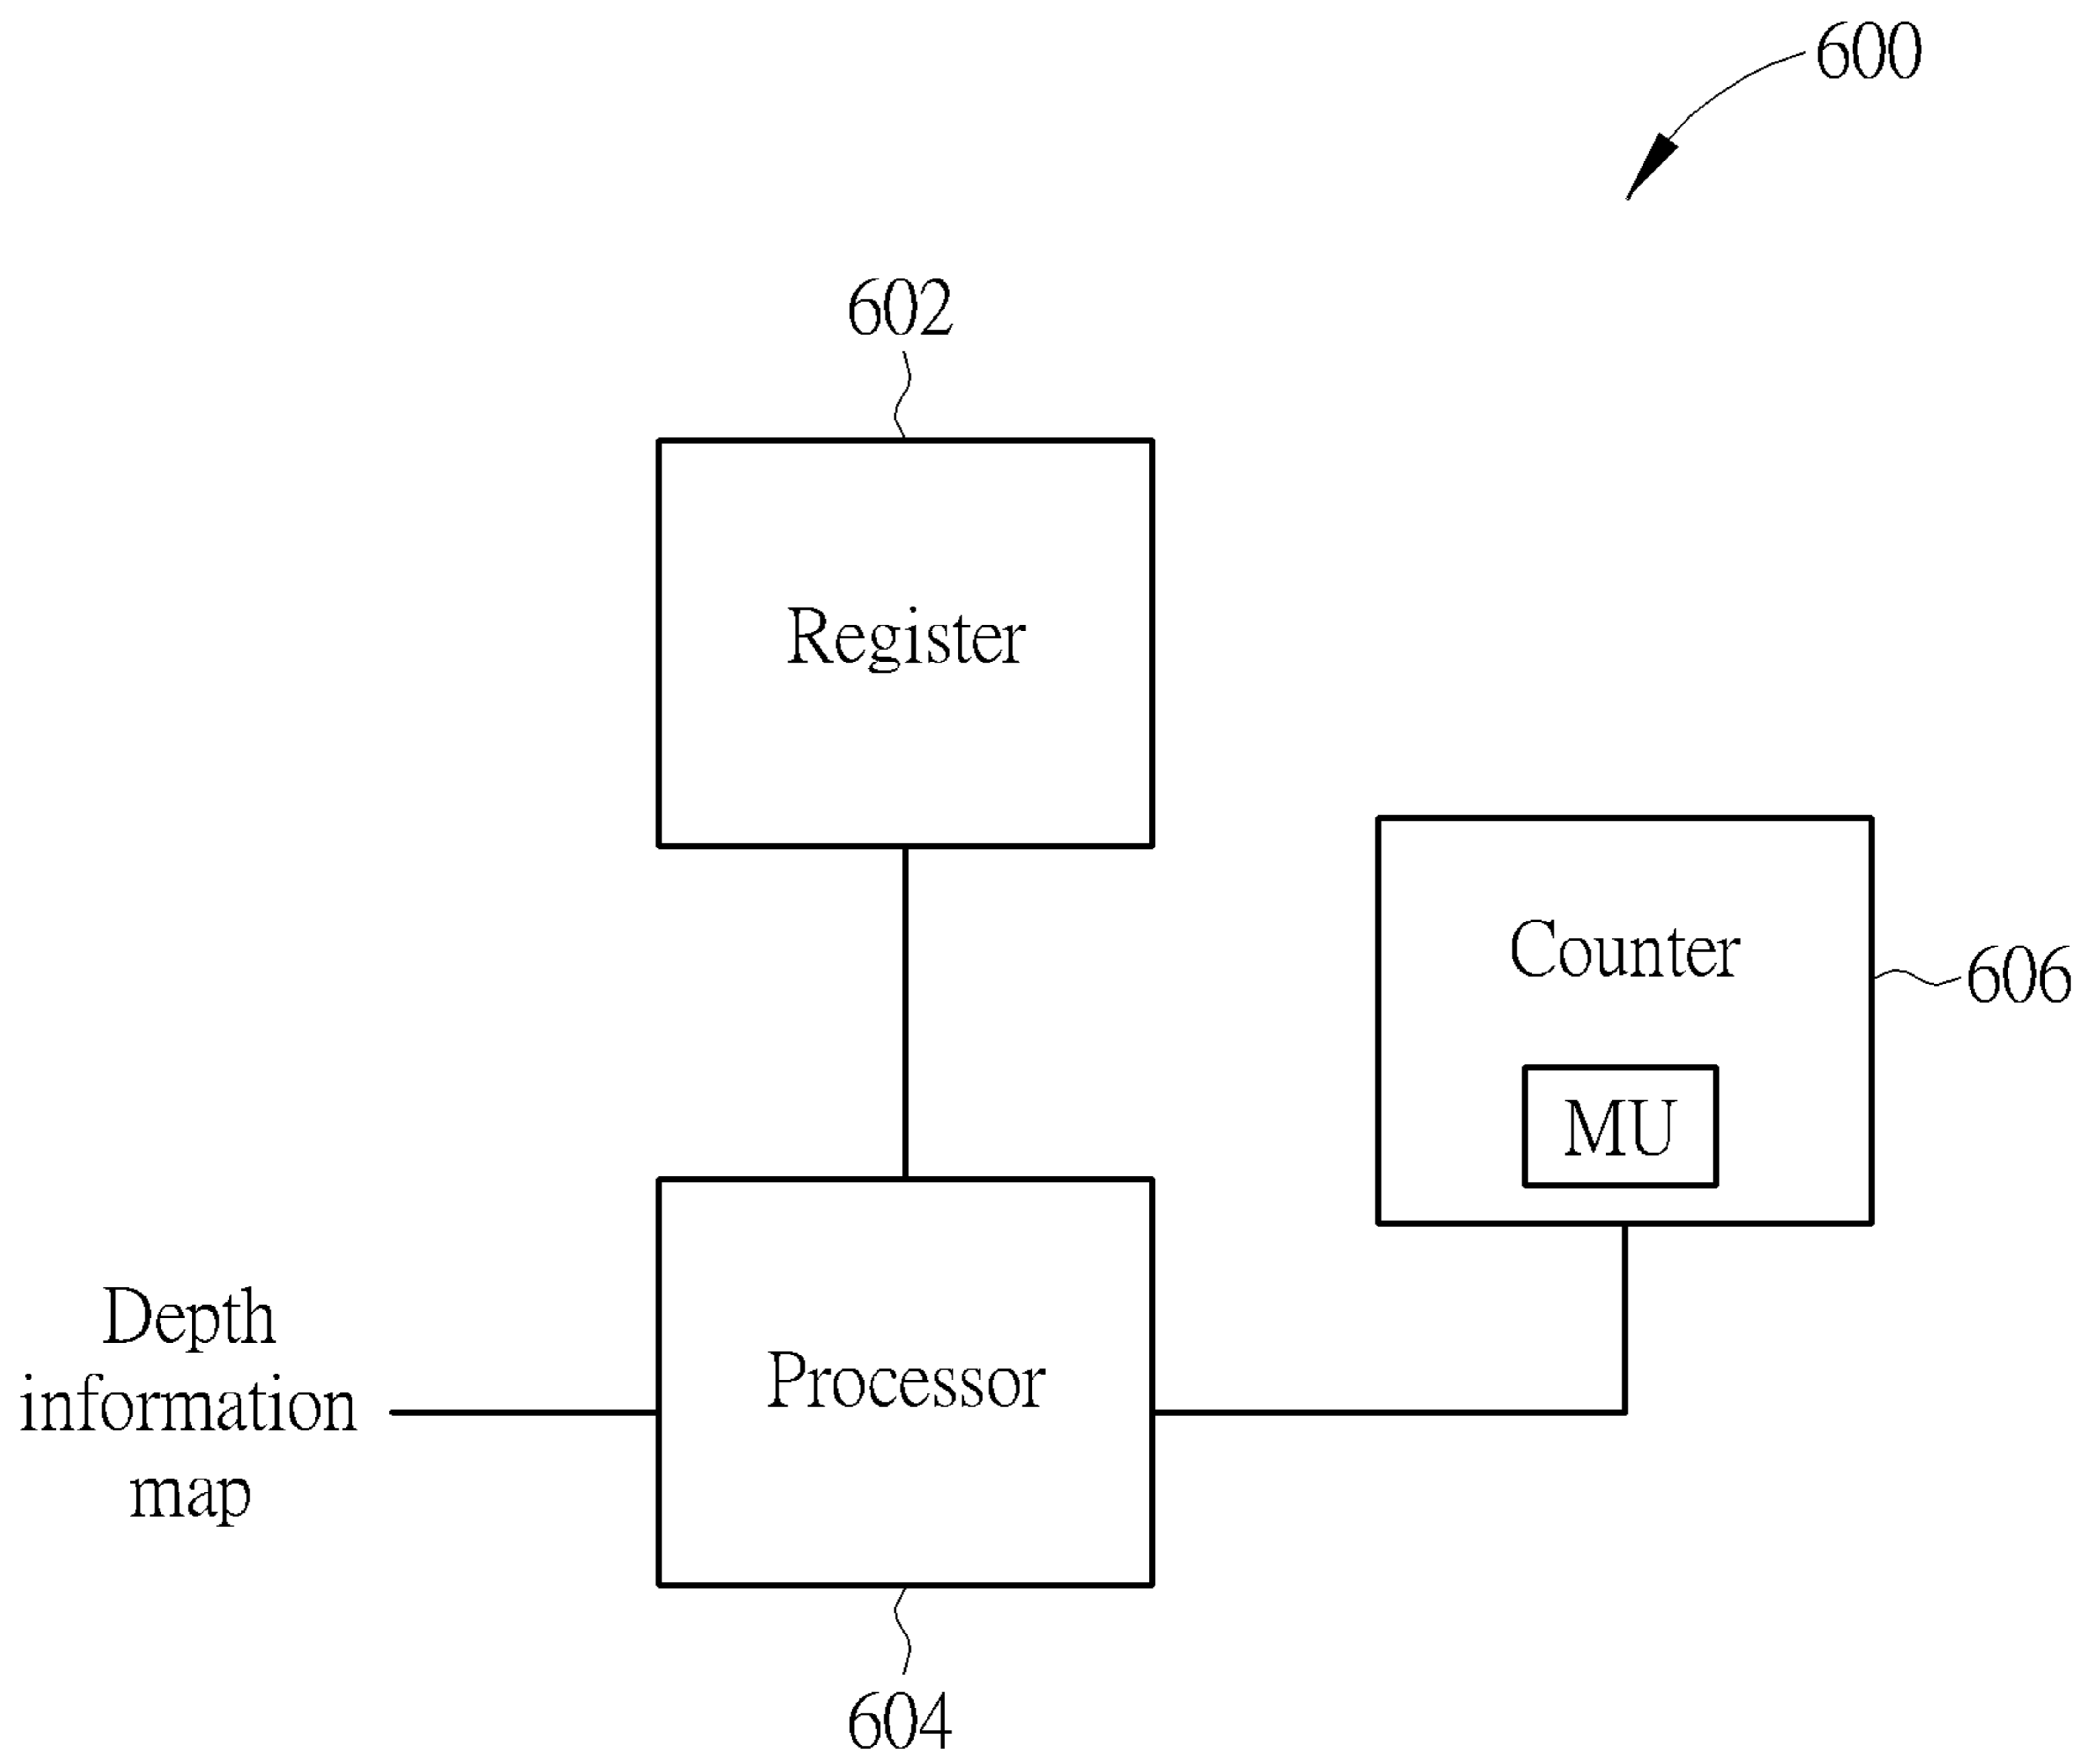 600
602
Register
Counter
606
MU
Depth
information
map
Processor
604